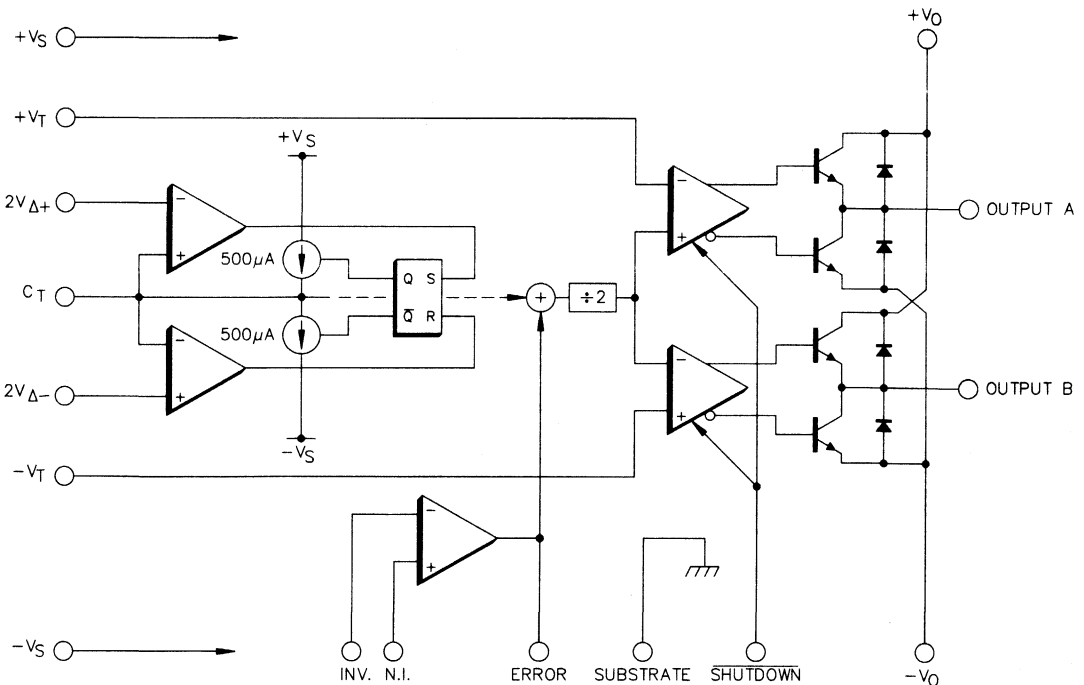 +VS
+VO
+VT
+VS
2VΔ+
− +
− +
OUTPUT A
500µA
Q S
CT
+
÷2
Q̅ R
500µA
− +
− +
2VΔ−
OUTPUT B
−VS
−VT
− +
−VS
INV. N.I. ERROR SUBSTRATE S̅H̅U̅T̅D̅O̅W̅N̅ −VO